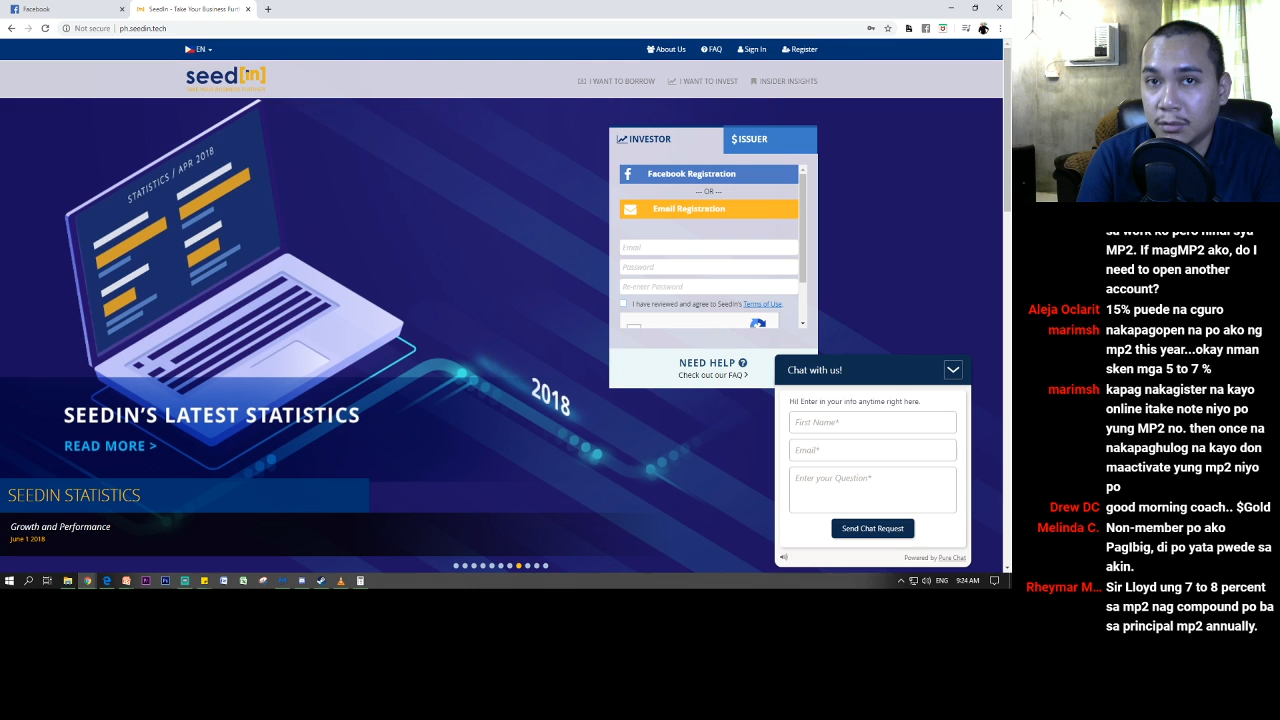 Facebook
SeedIn - Take Your Business Furt
Not secure | ph.seedin.tech
EN
About Us
FAQ
Sign In
Register
seed[in]
TAKE YOUR BUSINESS FURTHER
I WANT TO BORROW
I WANT TO INVEST
INSIDER INSIGHTS
STATISTICS / APR 2018
2018
SEEDIN'S LATEST STATISTICS
READ MORE >
SEEDIN STATISTICS
Growth and Performance
June 1 2018
INVESTOR
$ISSUER
Facebook Registration
--- OR ---
Email Registration
Email
Password
Re-enter Password
I have reviewed and agree to SeedIn's Terms of Use.
NEED HELP
Check out our FAQ >
Chat with us!
Hi! Enter in your info anytime right here.
First Name*
Email*
Enter your Question*
Send Chat Request
Powered by Pure Chat
ENG
9:24 AM
MP2. If magMP2 ako, do I
need to open another
account?
Aleja Oclarit 15% puede na cguro
marimsh nakapagopen na po ako ng
mp2 this year...okay nman
sken mga 5 to 7 %
marimsh kapag nakagister na kayo
online itake note niyo po
yung MP2 no. then once na
nakapaghulog na kayo don
maactivate yung mp2 niyo
po
Drew DC good morning coach.. $Gold
Melinda C. Non-member po ako
PagIbig, di po yata pwede sa
akin.
Rheymar M... Sir Lloyd ung 7 to 8 percent
sa mp2 nag compound po ba
sa principal mp2 annually.